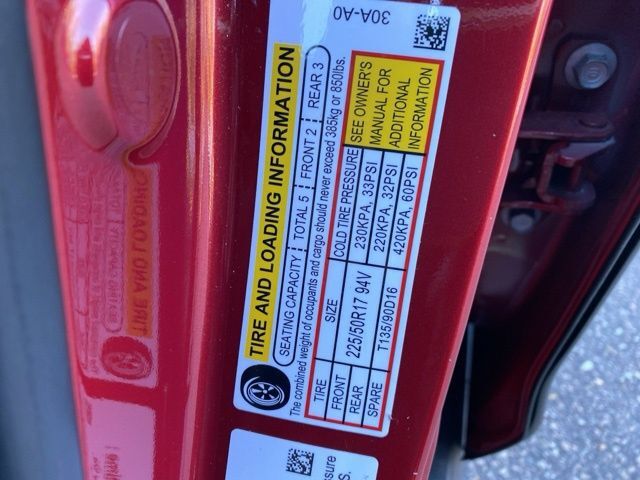 30A-A0
TIRE AND LOADING INFORMATION
SEATING CAPACITY TOTAL 5 FRONT 2 REAR 3
The combined weight of occupants and cargo should never exceed 385kg or 850lbs.
TIRE SIZE COLD TIRE PRESSURE SEE OWNER'S
FRONT 225/50R17 94V 230KPA, 33PSI MANUAL FOR
REAR 220KPA, 32PSI ADDITIONAL
SPARE T135/90D16 420KPA, 60PSI INFORMATION
ssure
S.